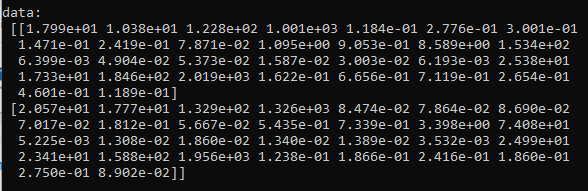 data:
[[1.799e+01 1.038e+01 1.228e+02 1.001e+03 1.184e-01 2.776e-01 3.001e-01
1.471e-01 2.419e-01 7.871e-02 1.095e+00 9.053e-01 8.589e+00 1.534e+02
6.399e-03 4.904e-02 5.373e-02 1.587e-02 3.003e-02 6.193e-03 2.538e+01
1.733e+01 1.846e+02 2.019e+03 1.622e-01 6.656e-01 7.119e-01 2.654e-01
4.601e-01 1.189e-01]
[2.057e+01 1.777e+01 1.329e+02 1.326e+03 8.474e-02 7.864e-02 8.690e-02
7.017e-02 1.812e-01 5.667e-02 5.435e-01 7.339e-01 3.398e+00 7.408e+01
5.225e-03 1.308e-02 1.860e-02 1.340e-02 1.389e-02 3.532e-03 2.499e+01
2.341e+01 1.588e+02 1.956e+03 1.238e-01 1.866e-01 2.416e-01 1.860e-01
2.750e-01 8.902e-02]]